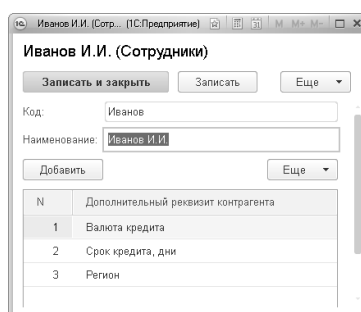 Иванов И.И. (Сотр... (1С:Предприятие) M M+ M-
Иванов И.И. (Сотрудники)
Записать и закрыть Записать Еще
Код: Иванов
Наименование: Иванов И.И.
Добавить Еще
N Дополнительный реквизит контрагента
1 Валюта кредита
2 Срок кредита, дни
3 Регион